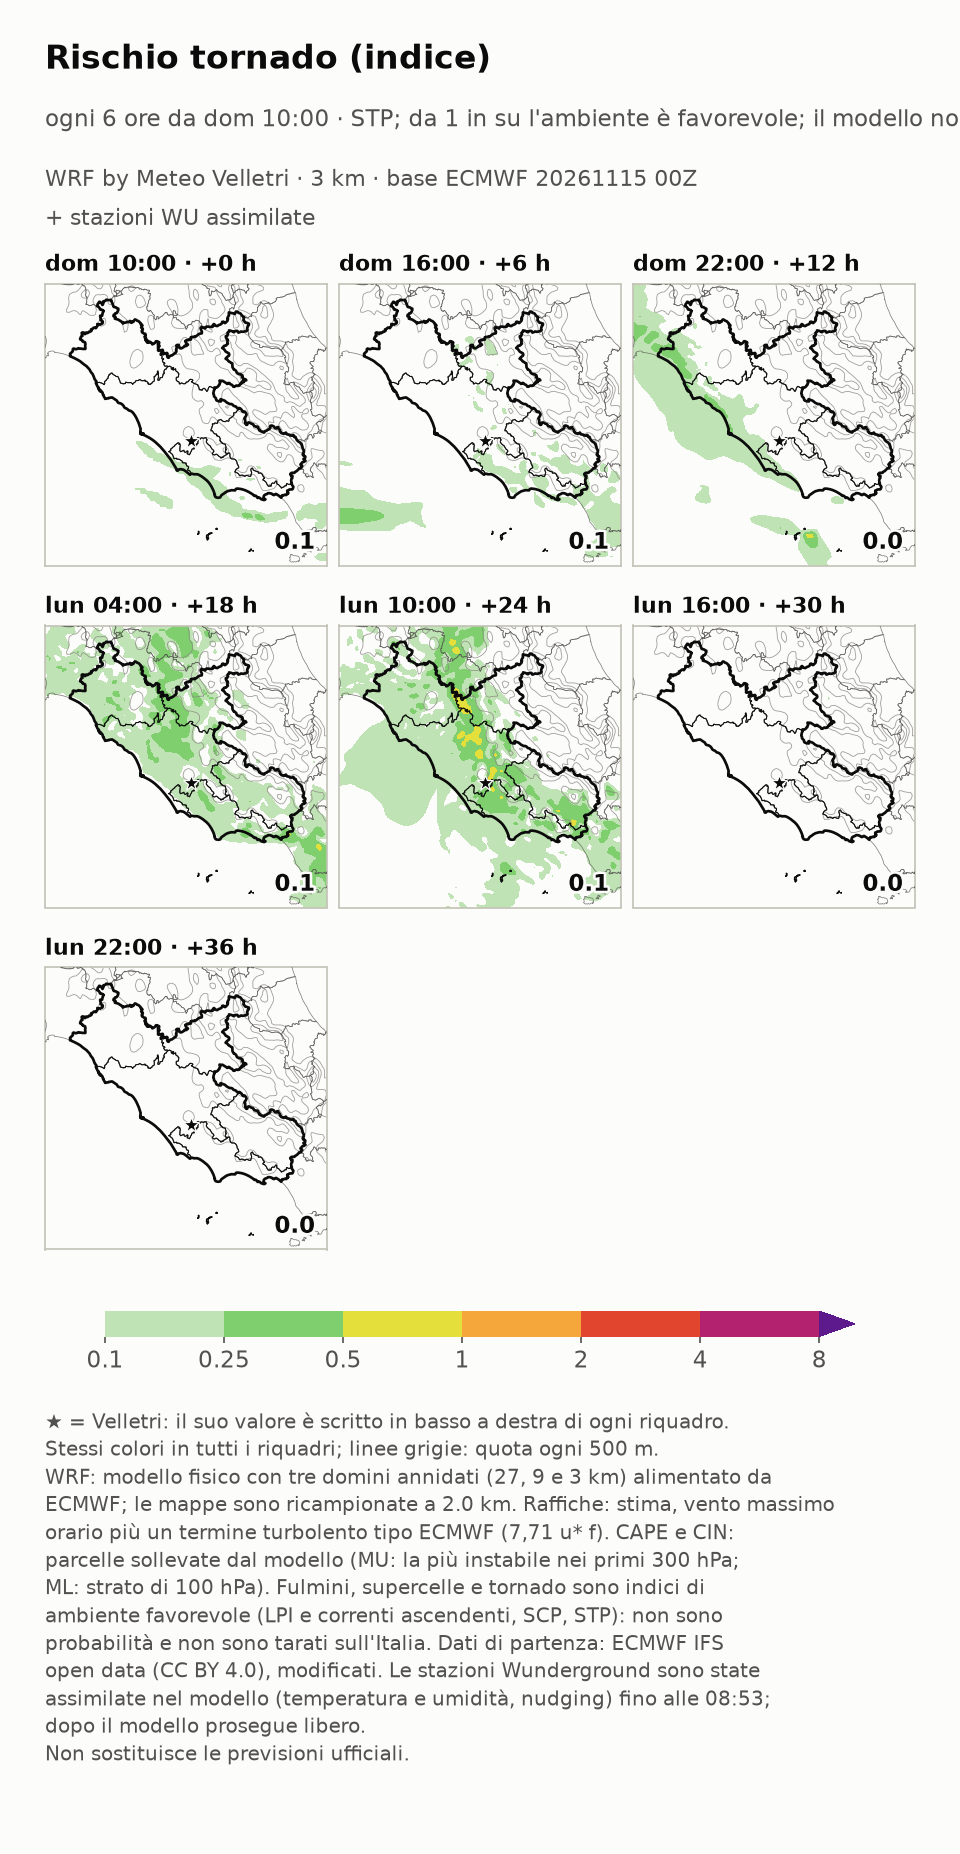 Rischio tornado (indice)
ogni 6 ore da dom 10:00 · STP; da 1 in su l'ambiente è favorevole; il modello no
WRF by Meteo Velletri · 3 km · base ECMWF 20261115 00Z
+ stazioni WU assimilate
dom 10:00 · +0 h
dom 16:00 · +6 h
dom 22:00 · +12 h
0.1
0.1
0.0
lun 04:00 · +18 h
lun 10:00 · +24 h
lun 16:00 · +30 h
0.1
0.1
0.0
lun 22:00 · +36 h
0.0
0.1 0.25 0.5 1 2 4 8
★ = Velletri: il suo valore è scritto in basso a destra di ogni riquadro.
Stessi colori in tutti i riquadri; linee grigie: quota ogni 500 m.
WRF: modello fisico con tre domini annidati (27, 9 e 3 km) alimentato da
ECMWF; le mappe sono ricampionate a 2.0 km. Raffiche: stima, vento massimo
orario più un termine turbolento tipo ECMWF (7,71 u* f). CAPE e CIN:
parcelle sollevate dal modello (MU: la più instabile nei primi 300 hPa;
ML: strato di 100 hPa). Fulmini, supercelle e tornado sono indici di
ambiente favorevole (LPI e correnti ascendenti, SCP, STP): non sono
probabilità e non sono tarati sull'Italia. Dati di partenza: ECMWF IFS
open data (CC BY 4.0), modificati. Le stazioni Wunderground sono state
assimilate nel modello (temperatura e umidità, nudging) fino alle 08:53;
dopo il modello prosegue libero.
Non sostituisce le previsioni ufficiali.